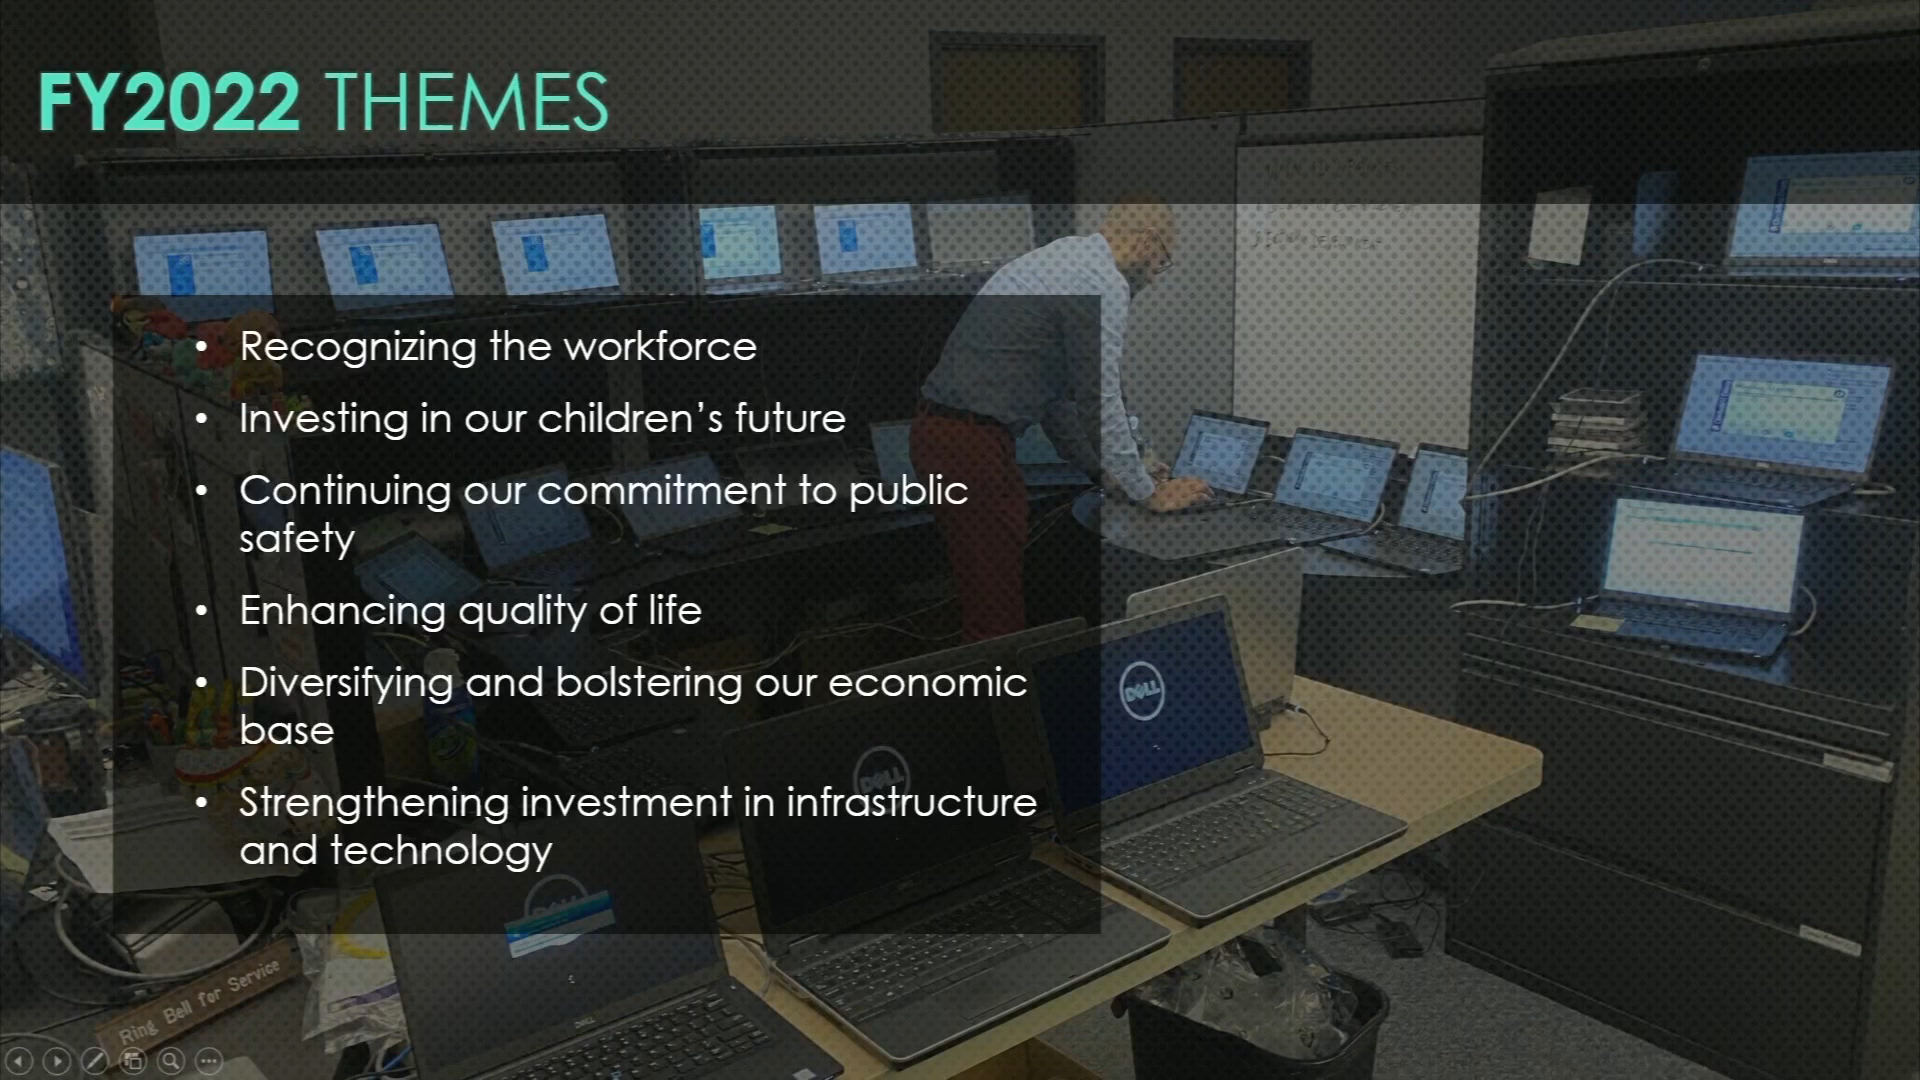 FY2022 THEMES
• Recognizing the workforce
• Investing in our children's future
• Continuing our commitment to public
safety
• Enhancing quality of life
• Diversifying and bolstering our economic
base
• Strengthening investment in infrastructure
and technology
DELL
DELL
DELL
Ring Bell for Service